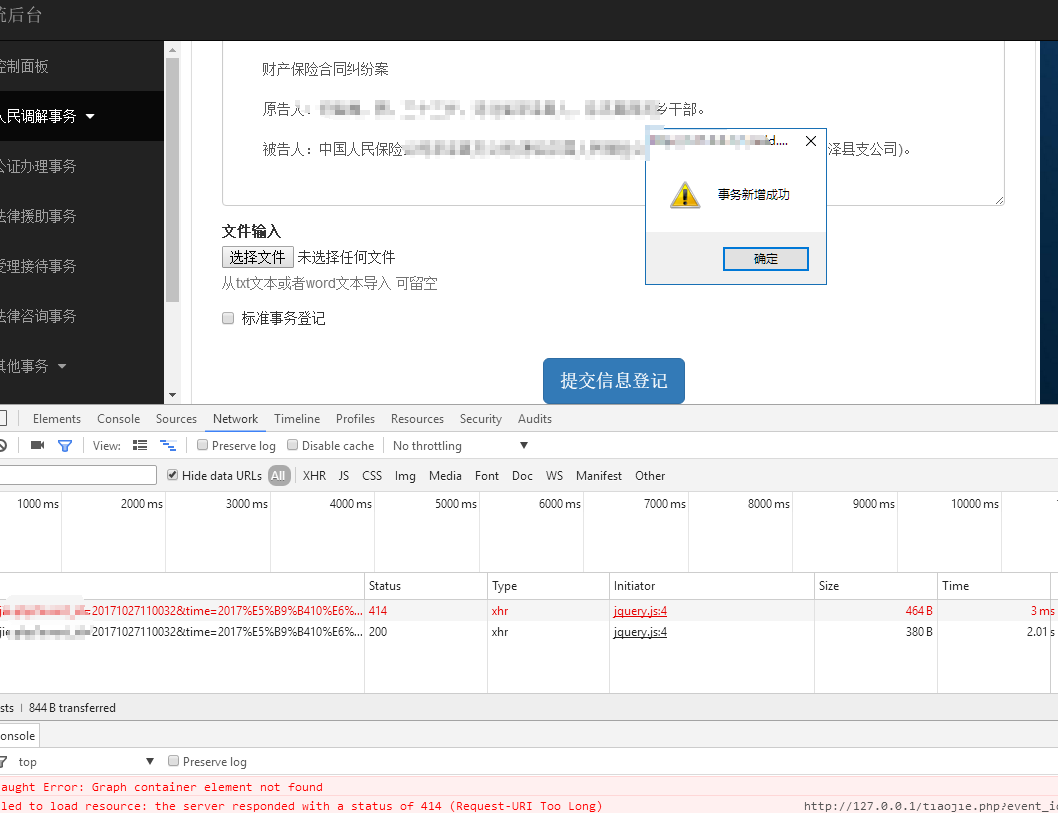 统后台
控制面板
人民调解事务
公证办理事务
法律援助事务
受理接待事务
法律咨询事务
其他事务
财产保险合同纠纷案
原告人: 乡干部。
被告人: 中国人民保险 泽县支公司)。
d....
事务新增成功
确定
文件输入
选择文件 未选择任何文件
从txt文本或者word文本导入 可留空
标准事务登记
提交信息登记
Elements Console Sources Network Timeline Profiles Resources Security Audits
View: Preserve log Disable cache No throttling
Hide data URLs All XHR JS CSS Img Media Font Doc WS Manifest Other
1000 ms 2000 ms 3000 ms 4000 ms 5000 ms 6000 ms 7000 ms 8000 ms 9000 ms 10000 ms
Status Type Initiator Size Time
=20171027110032&time=2017%E5%B9%B410%E6%... 414 xhr jquery.js:4 464 B 3 ms
=20171027110032&time=2017%E5%B9%B410%E6%... 200 xhr jquery.js:4 380 B 2.01 s
sts | 844 B transferred
onsole
top Preserve log
aught Error: Graph container element not found
led to load resource: the server responded with a status of 414 (Request-URI Too Long) http://127.0.0.1/tiaojie.php?event_id